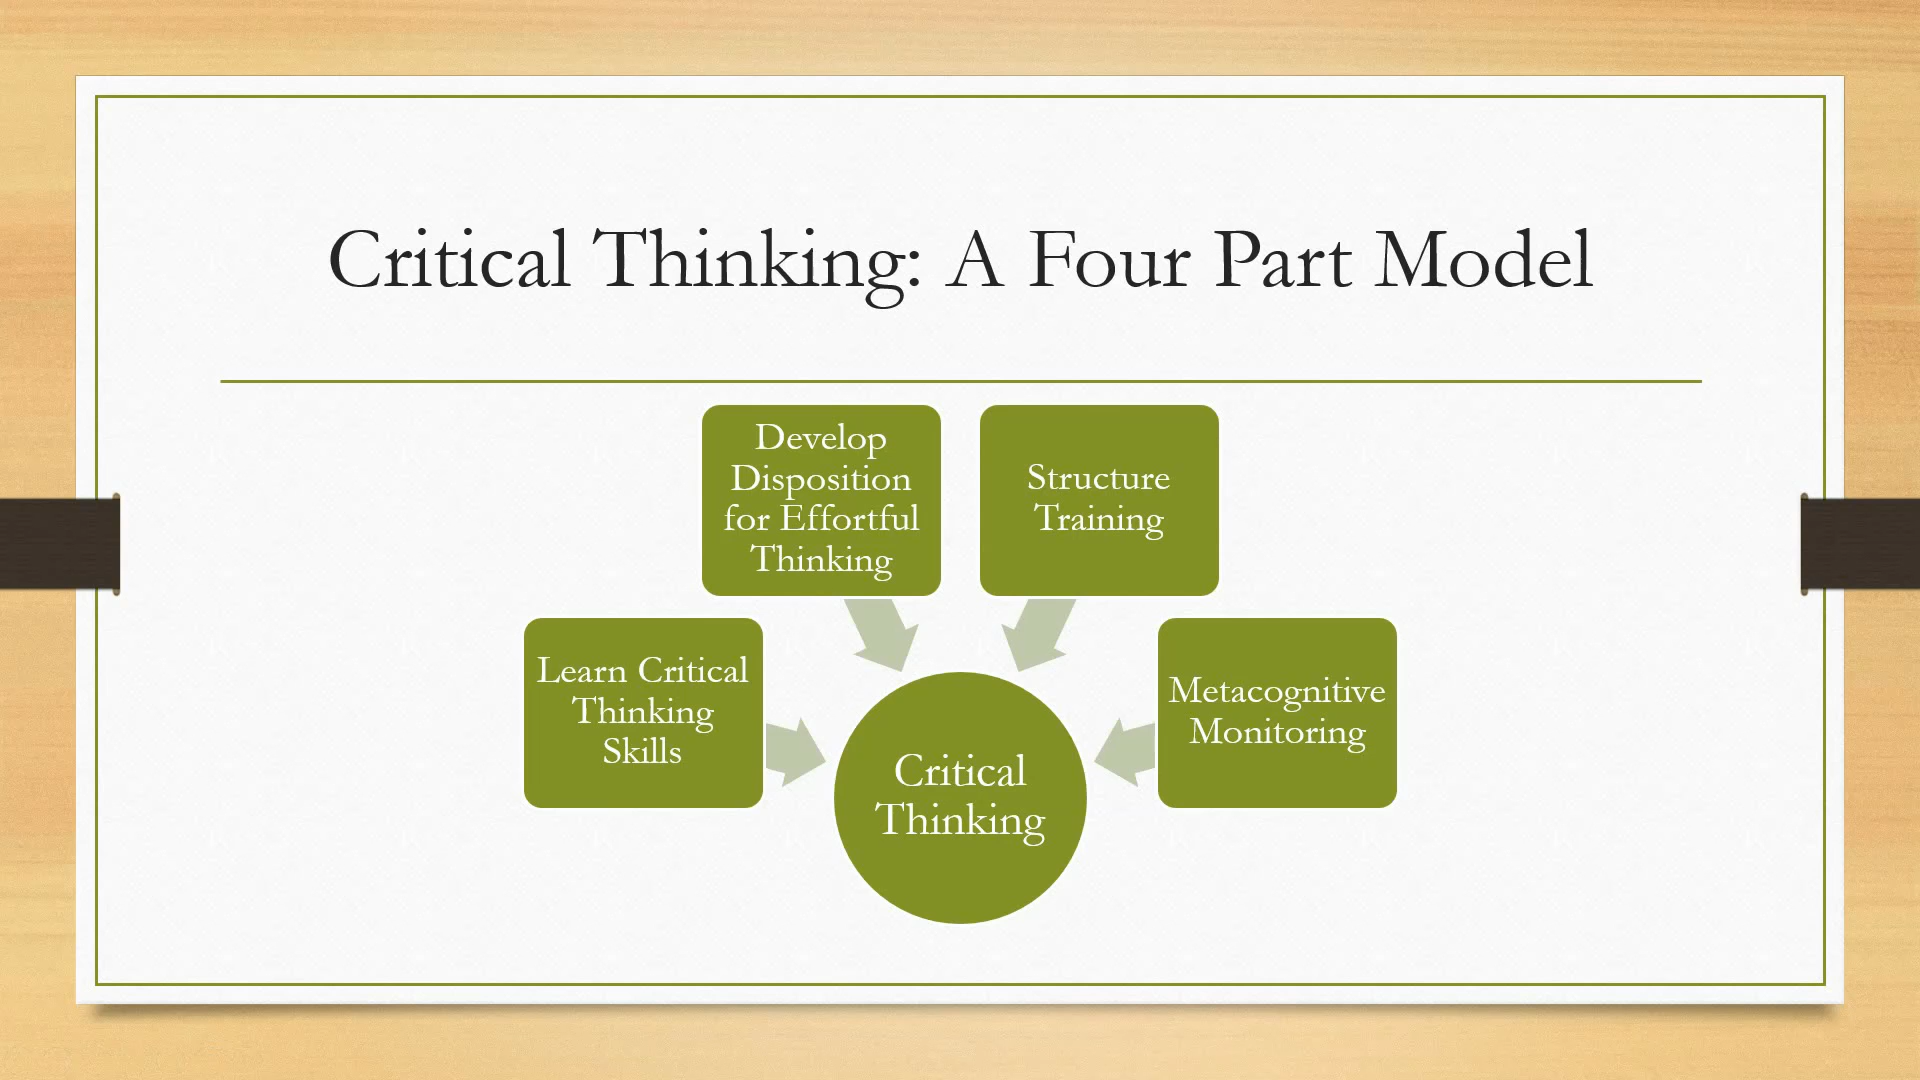 Critical Thinking: A Four Part Model
Develop
Disposition
for Effortful
Thinking
Structure
Training
Learn Critical
Thinking
Skills
Metacognitive
Monitoring
Critical
Thinking